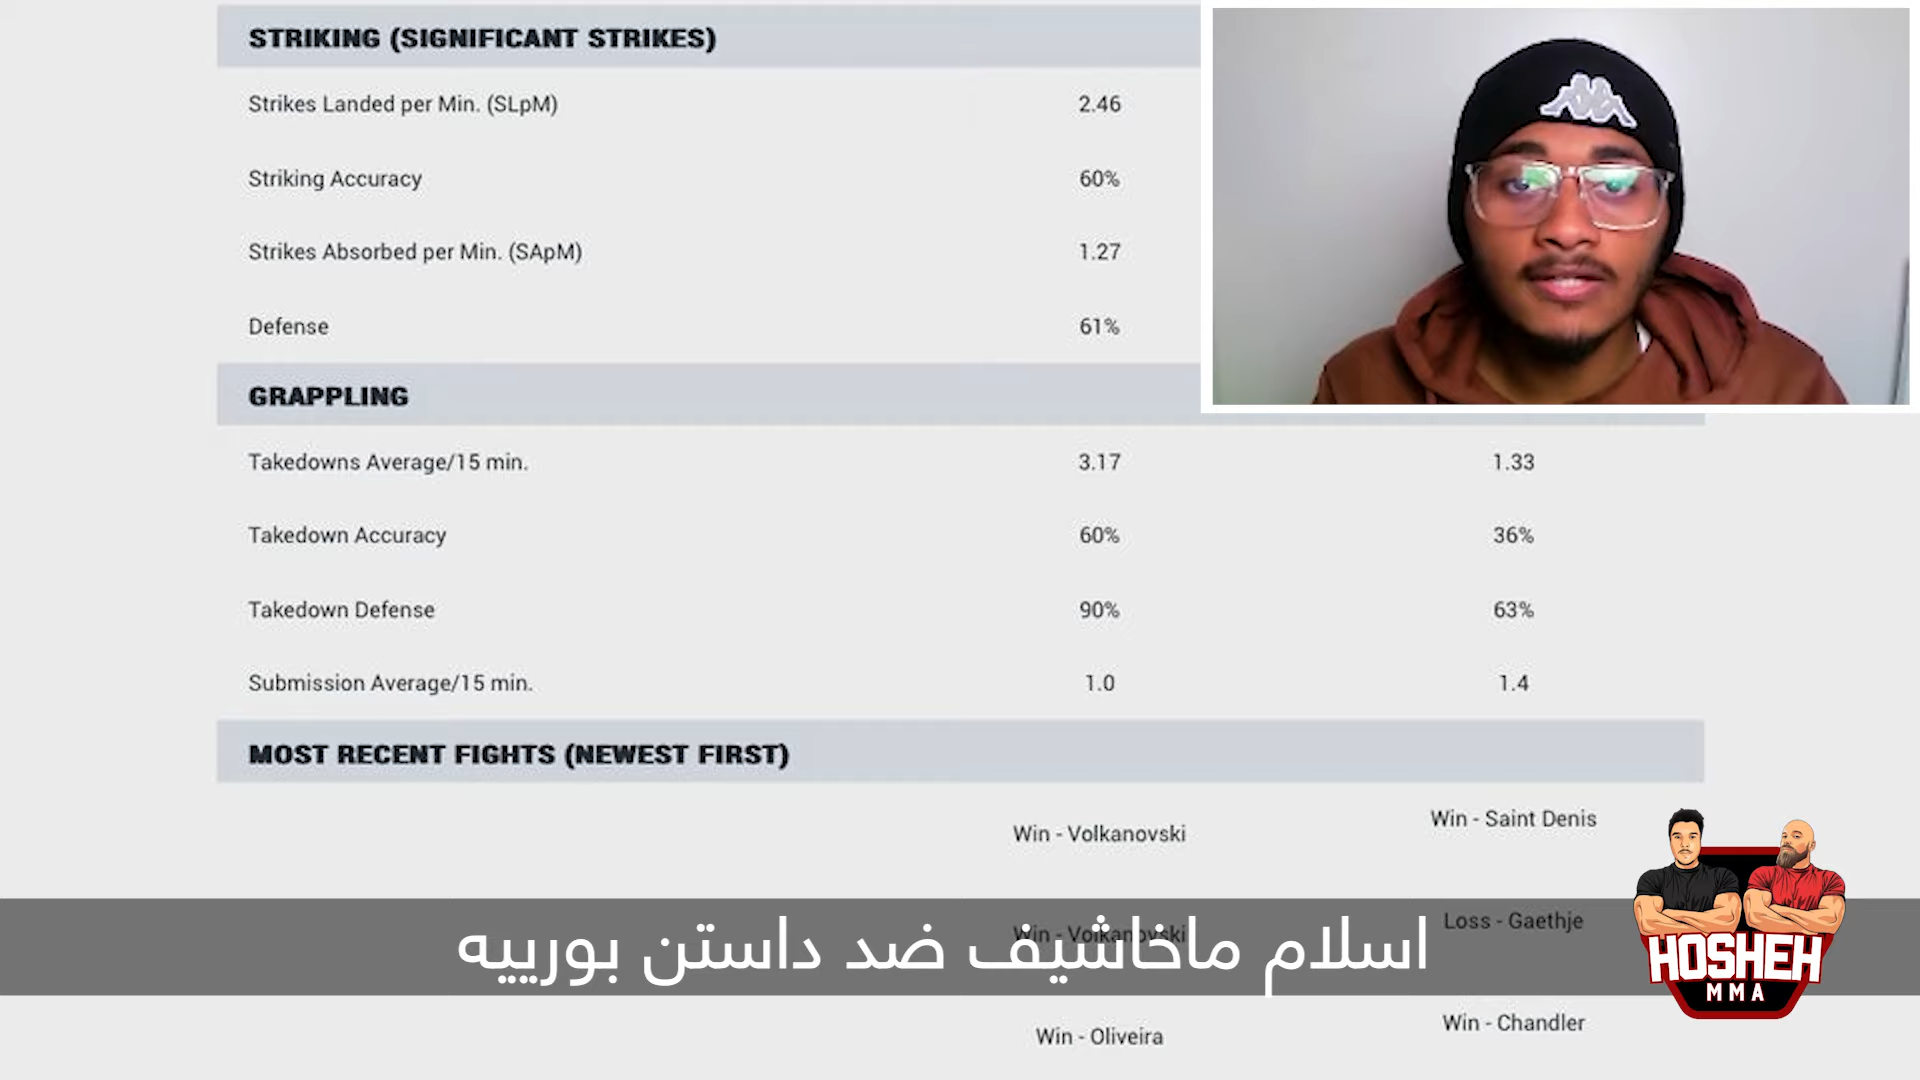 STRIKING (SIGNIFICANT STRIKES)
Strikes Landed per Min. (SLpM) 2.46
Striking Accuracy 60%
Strikes Absorbed per Min. (SApM) 1.27
Defense 61%
GRAPPLING
Takedowns Average/15 min. 3.17 1.33
Takedown Accuracy 60% 36%
Takedown Defense 90% 63%
Submission Average/15 min. 1.0 1.4
MOST RECENT FIGHTS (NEWEST FIRST)
Win - Volkanovski Win - Saint Denis
Win - Volkanovski Loss - Gaethje
اسلام ماخاشيف ضد داستن بورييه
HOSHEH
MMA
Win - Oliveira Win - Chandler